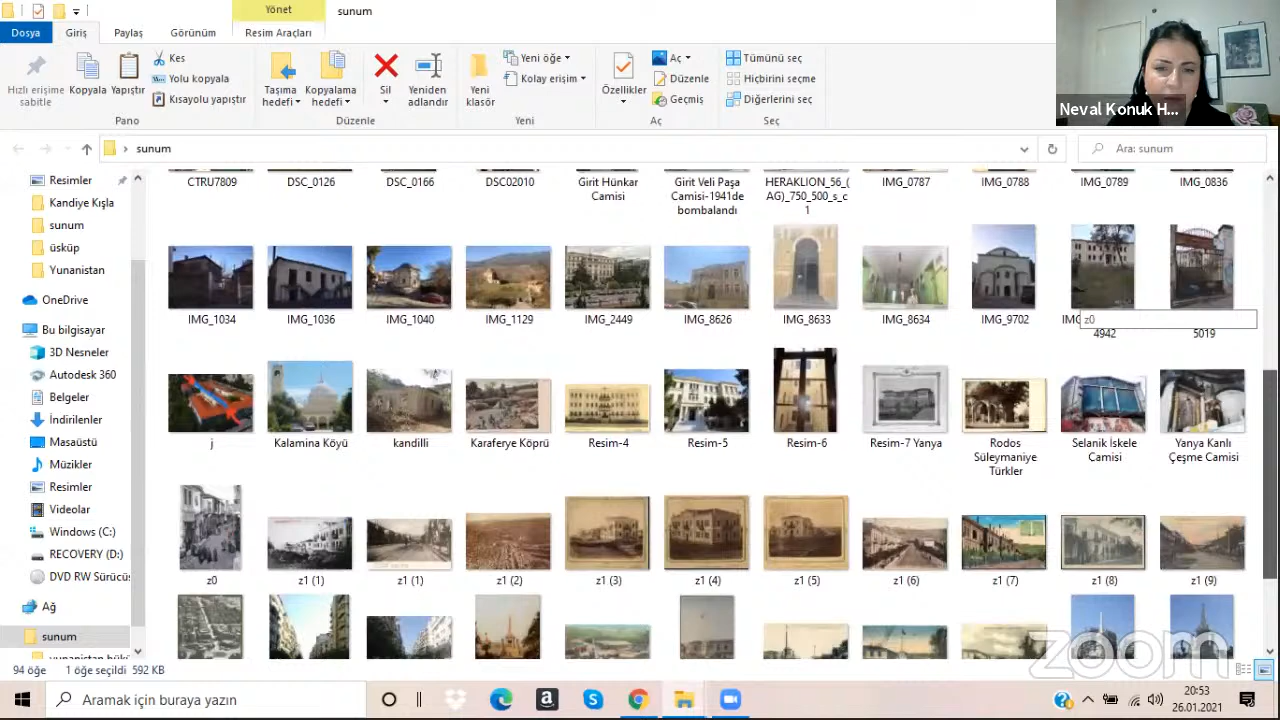 Yönet
sunum
Dosya
Giriş
Paylaş
Görünüm
Resim Araçları
Hızlı erişime sabitle
Kopyala
Yapıştır
Kes
Yolu kopyala
Kısayolu yapıştır
Pano
Taşıma hedefi
Kopyalama hedefi
Sil
Yeniden adlandır
Düzenle
Yeni klasör
Yeni öğe
Kolay erişim
Yeni
Özellikler
Aç
Düzenle
Geçmiş
Aç
Tümünü seç
Hiçbirini seçme
Diğerlerini seç
Seç
Neval Konuk H...
sunum
Ara: sunum
Resimler
Kandiye Kışla
sunum
üsküp
Yunanistan
OneDrive
Bu bilgisayar
3D Nesneler
Autodesk 360
Belgeler
İndirilenler
Masaüstü
Müzikler
Resimler
Videolar
Windows (C:)
RECOVERY (D:)
DVD RW Sürücüs
Ağ
sunum
CTRU7809
DSC_0126
DSC_0166
DSC02010
Girit Hünkar Camisi
Girit Veli Paşa Camisi-1941de bombalandı
HERAKLION_56_(AG)_750_500_s_c1
IMG_0787
IMG_0788
IMG_0789
IMG_0836
IMG_1034
IMG_1036
IMG_1040
IMG_1129
IMG_2449
IMG_8626
IMG_8633
IMG_8634
IMG_9702
4942
z0
5019
j
Kalamina Köyü
kandilli
Karaferye Köprü
Resim-4
Resim-5
Resim-6
Resim-7 Yanya
Rodos Süleymaniye Türkler
Selanik İskele Camisi
Yanya Kanlı Çeşme Camisi
z0
z1 (1)
z1 (1)
z1 (2)
z1 (3)
z1 (4)
z1 (5)
z1 (6)
z1 (7)
z1 (8)
z1 (9)
94 öğe
1 öğe seçildi
592 KB
zoom
Aramak için buraya yazın
20:53
26.01.2021